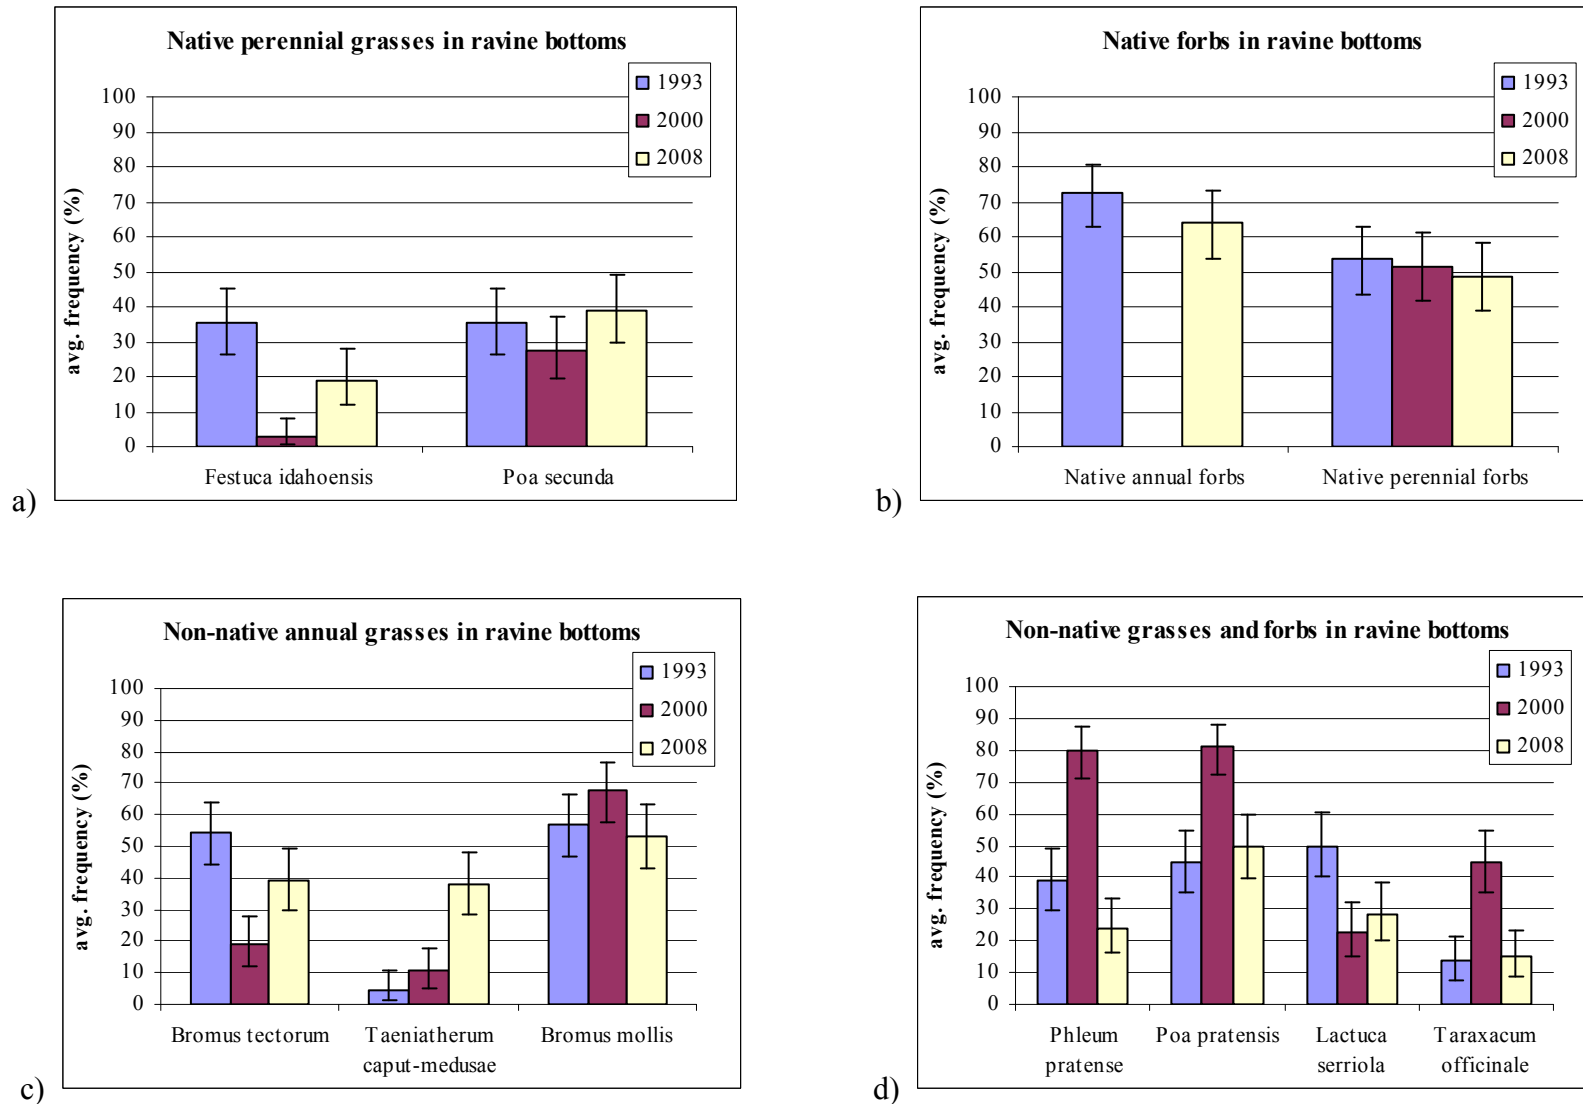 Native perennial grasses in ravine bottoms
1993
2000
2008
100
90
80
70
60
50
40
30
20
10
0
avg. frequency (%)
Festuca idahoensis
Poa secunda
a)
Native forbs in ravine bottoms
1993
2000
2008
100
90
80
70
60
50
40
30
20
10
0
avg. frequency (%)
Native annual forbs
Native perennial forbs
b)
Non-native annual grasses in ravine bottoms
1993
2000
2008
100
90
80
70
60
50
40
30
20
10
0
avg. frequency (%)
Bromus tectorum
Taeniatherum
caput-medusae
Bromus mollis
c)
Non-native grasses and forbs in ravine bottoms
1993
2000
2008
100
90
80
70
60
50
40
30
20
10
0
avg. frequency (%)
Phleum
pratense
Poa pratensis
Lactuca
serriola
Taraxacum
officinale
d)